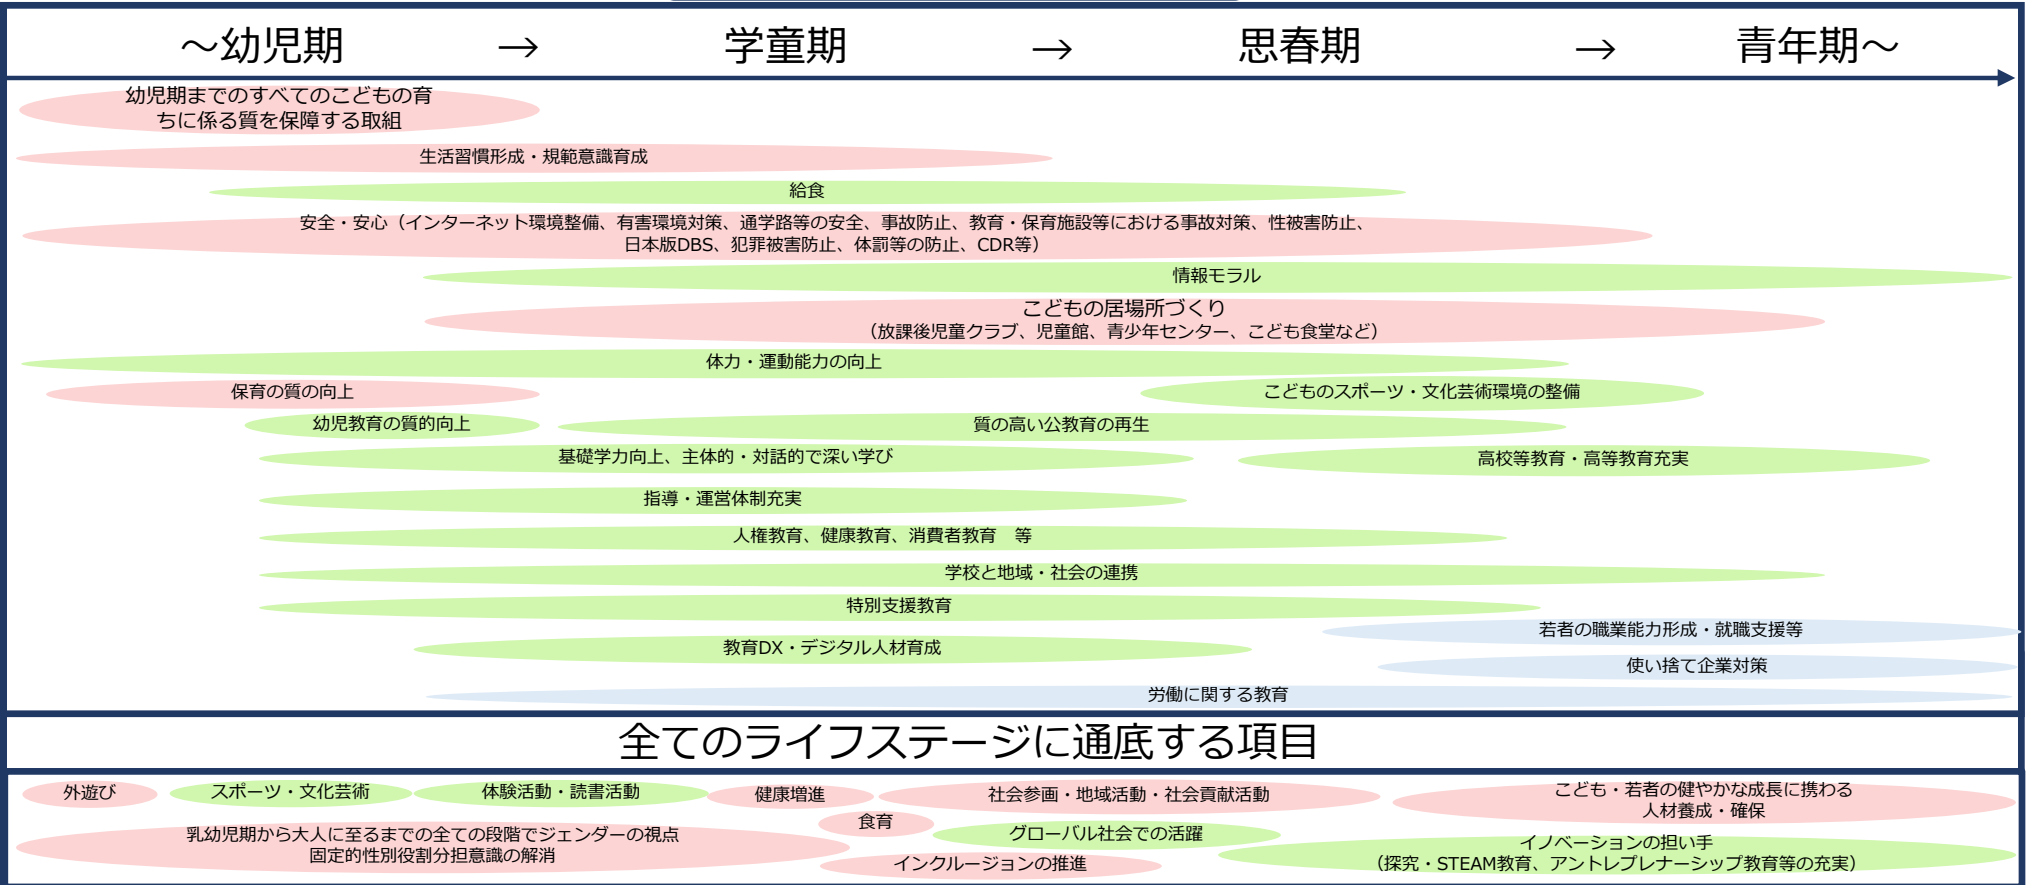 ～幼児期 → 学童期 → 思春期 → 青年期～
幼児期までのすべてのこどもの育
ちに係る質を保障する取組
生活習慣形成・規範意識育成
給食
安全・安心（インターネット環境整備、有害環境対策、通学路等の安全、事故防止、教育・保育施設等における事故対策、性被害防止、
日本版DBS、犯罪被害防止、体罰等の防止、CDR等）
情報モラル
こどもの居場所づくり
（放課後児童クラブ、児童館、青少年センター、こども食堂など）
体力・運動能力の向上
保育の質の向上
こどものスポーツ・文化芸術環境の整備
幼児教育の質的向上
質の高い公教育の再生
基礎学力向上、主体的・対話的で深い学び
高校等教育・高等教育充実
指導・運営体制充実
人権教育、健康教育、消費者教育　等
学校と地域・社会の連携
特別支援教育
若者の職業能力形成・就職支援等
教育DX・デジタル人材育成
使い捨て企業対策
労働に関する教育
全てのライフステージに通底する項目
外遊び
スポーツ・文化芸術
体験活動・読書活動
健康増進
社会参画・地域活動・社会貢献活動
こども・若者の健やかな成長に携わる
人材養成・確保
乳幼児期から大人に至るまでの全ての段階でジェンダーの視点
固定的性別役割分担意識の解消
食育
グローバル社会での活躍
インクルージョンの推進
イノベーションの担い手
（探究・STEAM教育、アントレプレナーシップ教育等の充実）